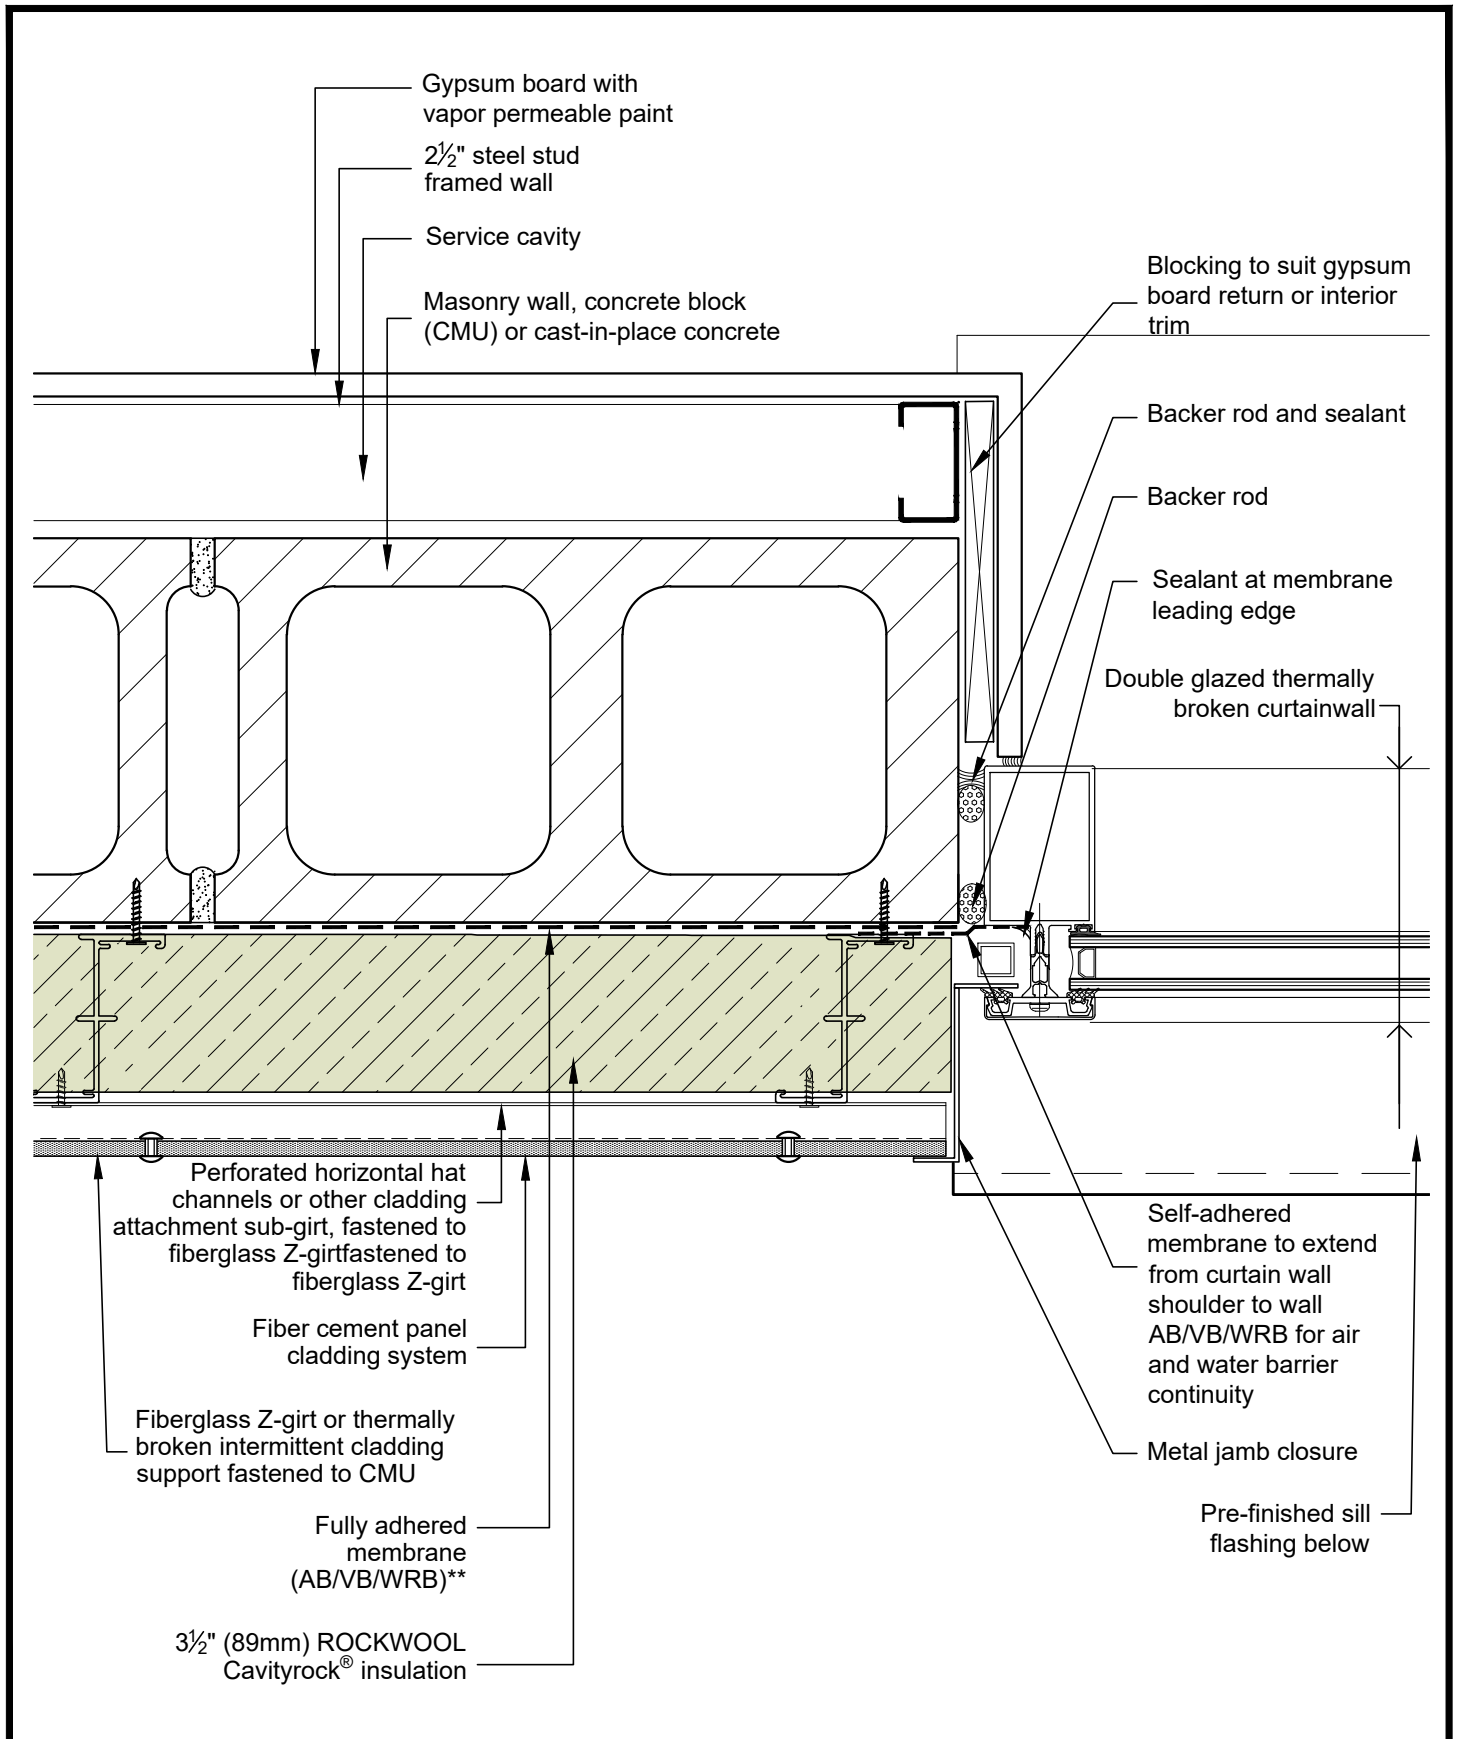 Gypsum board with
vapor permeable paint
2½" steel stud
framed wall
Service cavity
Masonry wall, concrete block
(CMU) or cast-in-place concrete
Blocking to suit gypsum
board return or interior
trim
Backer rod and sealant
Backer rod
Sealant at membrane
leading edge
Double glazed thermally
broken curtainwall
Perforated horizontal hat
channels or other cladding
attachment sub-girt, fastened to
fiberglass Z-girtfastened to
fiberglass Z-girt
Fiber cement panel
cladding system
Fiberglass Z-girt or thermally
broken intermittent cladding
support fastened to CMU
Fully adhered
membrane
(AB/VB/WRB)**
3½" (89mm) ROCKWOOL
Cavityrock® insulation
Self-adhered
membrane to extend
from curtain wall
shoulder to wall
AB/VB/WRB for air
and water barrier
continuity
Metal jamb closure
Pre-finished sill
flashing below